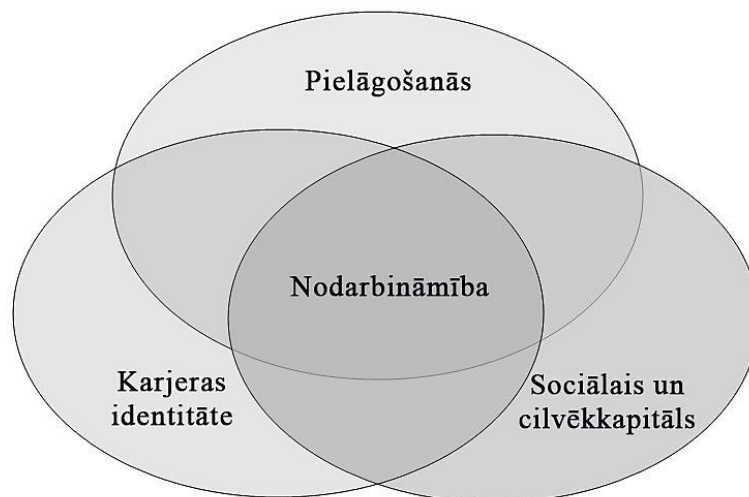 Pielāgošanās
Nodarbināmība
Karjeras
identitāte
Sociālais un
cilvēkkapitāls